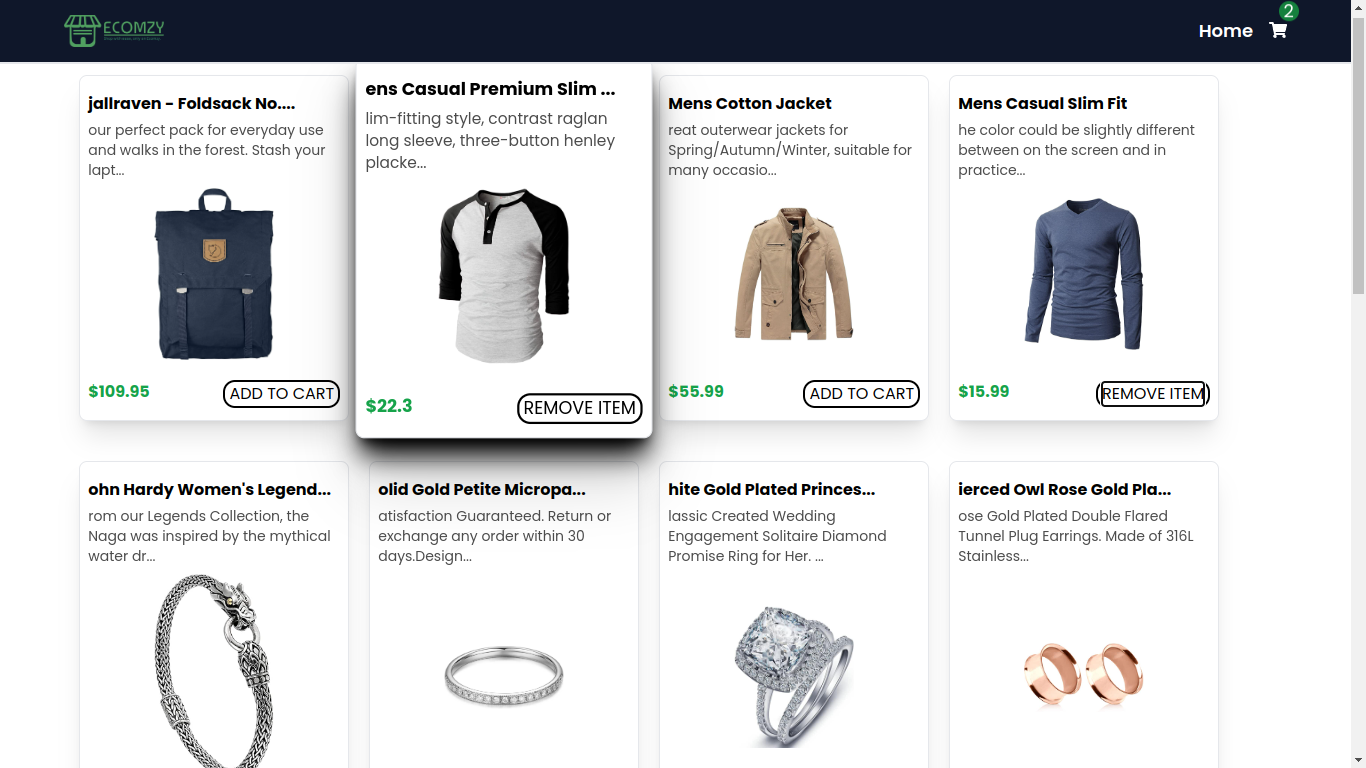 ECOMZY
Home
2
jallraven - Foldsack No....
our perfect pack for everyday use
and walks in the forest. Stash your
lapt...
$109.95
ADD TO CART
ens Casual Premium Slim ...
lim-fitting style, contrast raglan
long sleeve, three-button henley
placke...
$22.3
REMOVE ITEM
Mens Cotton Jacket
reat outerwear jackets for
Spring/Autumn/Winter, suitable for
many occasio...
$55.99
ADD TO CART
Mens Casual Slim Fit
he color could be slightly different
between on the screen and in
practice...
$15.99
REMOVE ITEM
ohn Hardy Women's Legend...
rom our Legends Collection, the
Naga was inspired by the mythical
water dr...
olid Gold Petite Micropa...
atisfaction Guaranteed. Return or
exchange any order within 30
days.Design...
hite Gold Plated Princes...
lassic Created Wedding
Engagement Solitaire Diamond
Promise Ring for Her. ...
ierced Owl Rose Gold Pla...
ose Gold Plated Double Flared
Tunnel Plug Earrings. Made of 316L
Stainless...